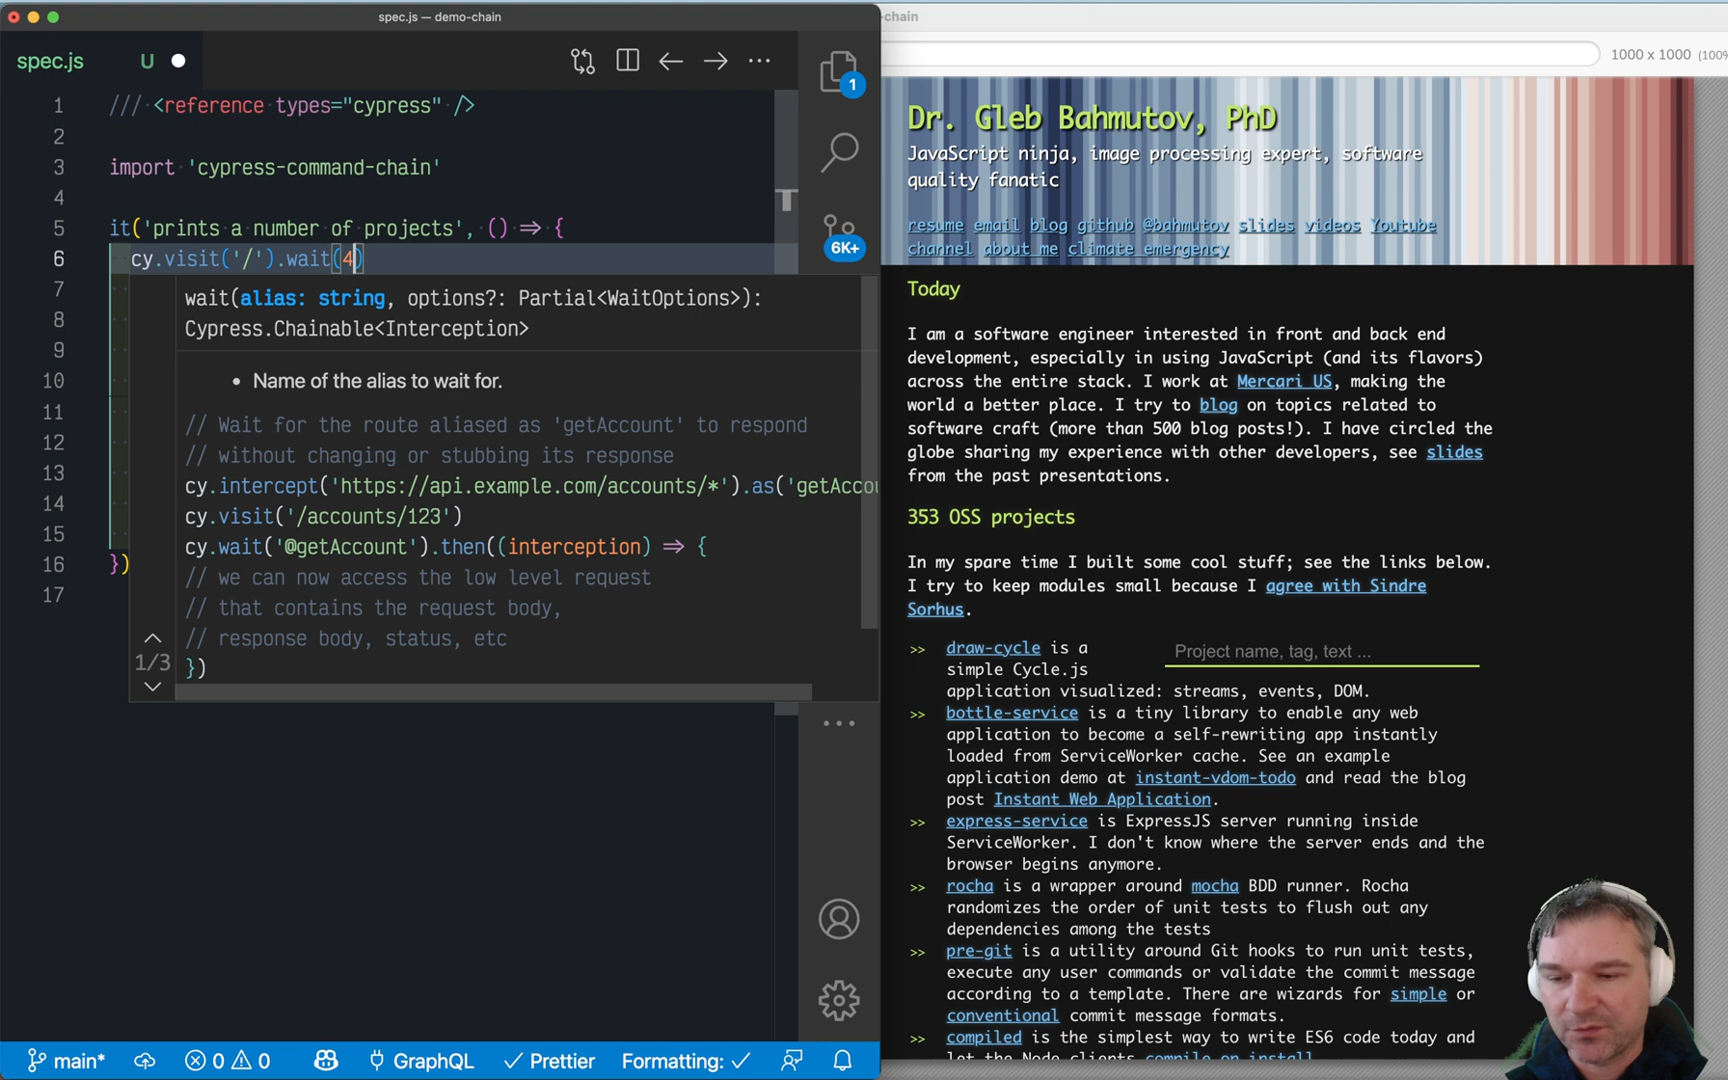 spec.js — demo-chain
spec.js U
1 /// <reference types="cypress" />
2
3 import 'cypress-command-chain'
4
5 it('prints a number of projects', () => {
6 cy.visit('/').wait(4)
7
8
9
10
11
12
13
14
15
16 })
17
wait(alias: string, options?: Partial<WaitOptions>):
Cypress.Chainable<Interception>
• Name of the alias to wait for.
// Wait for the route aliased as 'getAccount' to respond
// without changing or stubbing its response
cy.intercept('https://api.example.com/accounts/*').as('getAccou
cy.visit('/accounts/123')
cy.wait('@getAccount').then((interception) => {
// we can now access the low level request
// that contains the request body,
// response body, status, etc
})
1/3
1
6K+
main* 0 0 GraphQL Prettier Formatting:
-chain
1000 x 1000 (100%
Dr. Gleb Bahmutov, PhD
JavaScript ninja, image processing expert, software
quality fanatic
resume email blog github @bahmutov slides videos Youtube
channel about me climate emergency
Today
I am a software engineer interested in front and back end
development, especially in using JavaScript (and its flavors)
across the entire stack. I work at Mercari US, making the
world a better place. I try to blog on topics related to
software craft (more than 500 blog posts!). I have circled the
globe sharing my experience with other developers, see slides
from the past presentations.
353 OSS projects
In my spare time I built some cool stuff; see the links below.
I try to keep modules small because I agree with Sindre
Sorhus.
Project name, tag, text ...
>> draw-cycle is a
simple Cycle.js
application visualized: streams, events, DOM.
>> bottle-service is a tiny library to enable any web
application to become a self-rewriting app instantly
loaded from ServiceWorker cache. See an example
application demo at instant-vdom-todo and read the blog
post Instant Web Application.
>> express-service is ExpressJS server running inside
ServiceWorker. I don't know where the server ends and the
browser begins anymore.
>> rocha is a wrapper around mocha BDD runner. Rocha
randomizes the order of unit tests to flush out any
dependencies among the tests
>> pre-git is a utility around Git hooks to run unit tests,
execute any user commands or validate the commit message
according to a template. There are wizards for simple or
conventional commit message formats.
>> compiled is the simplest way to write ES6 code today and
let the Node clients compile on install